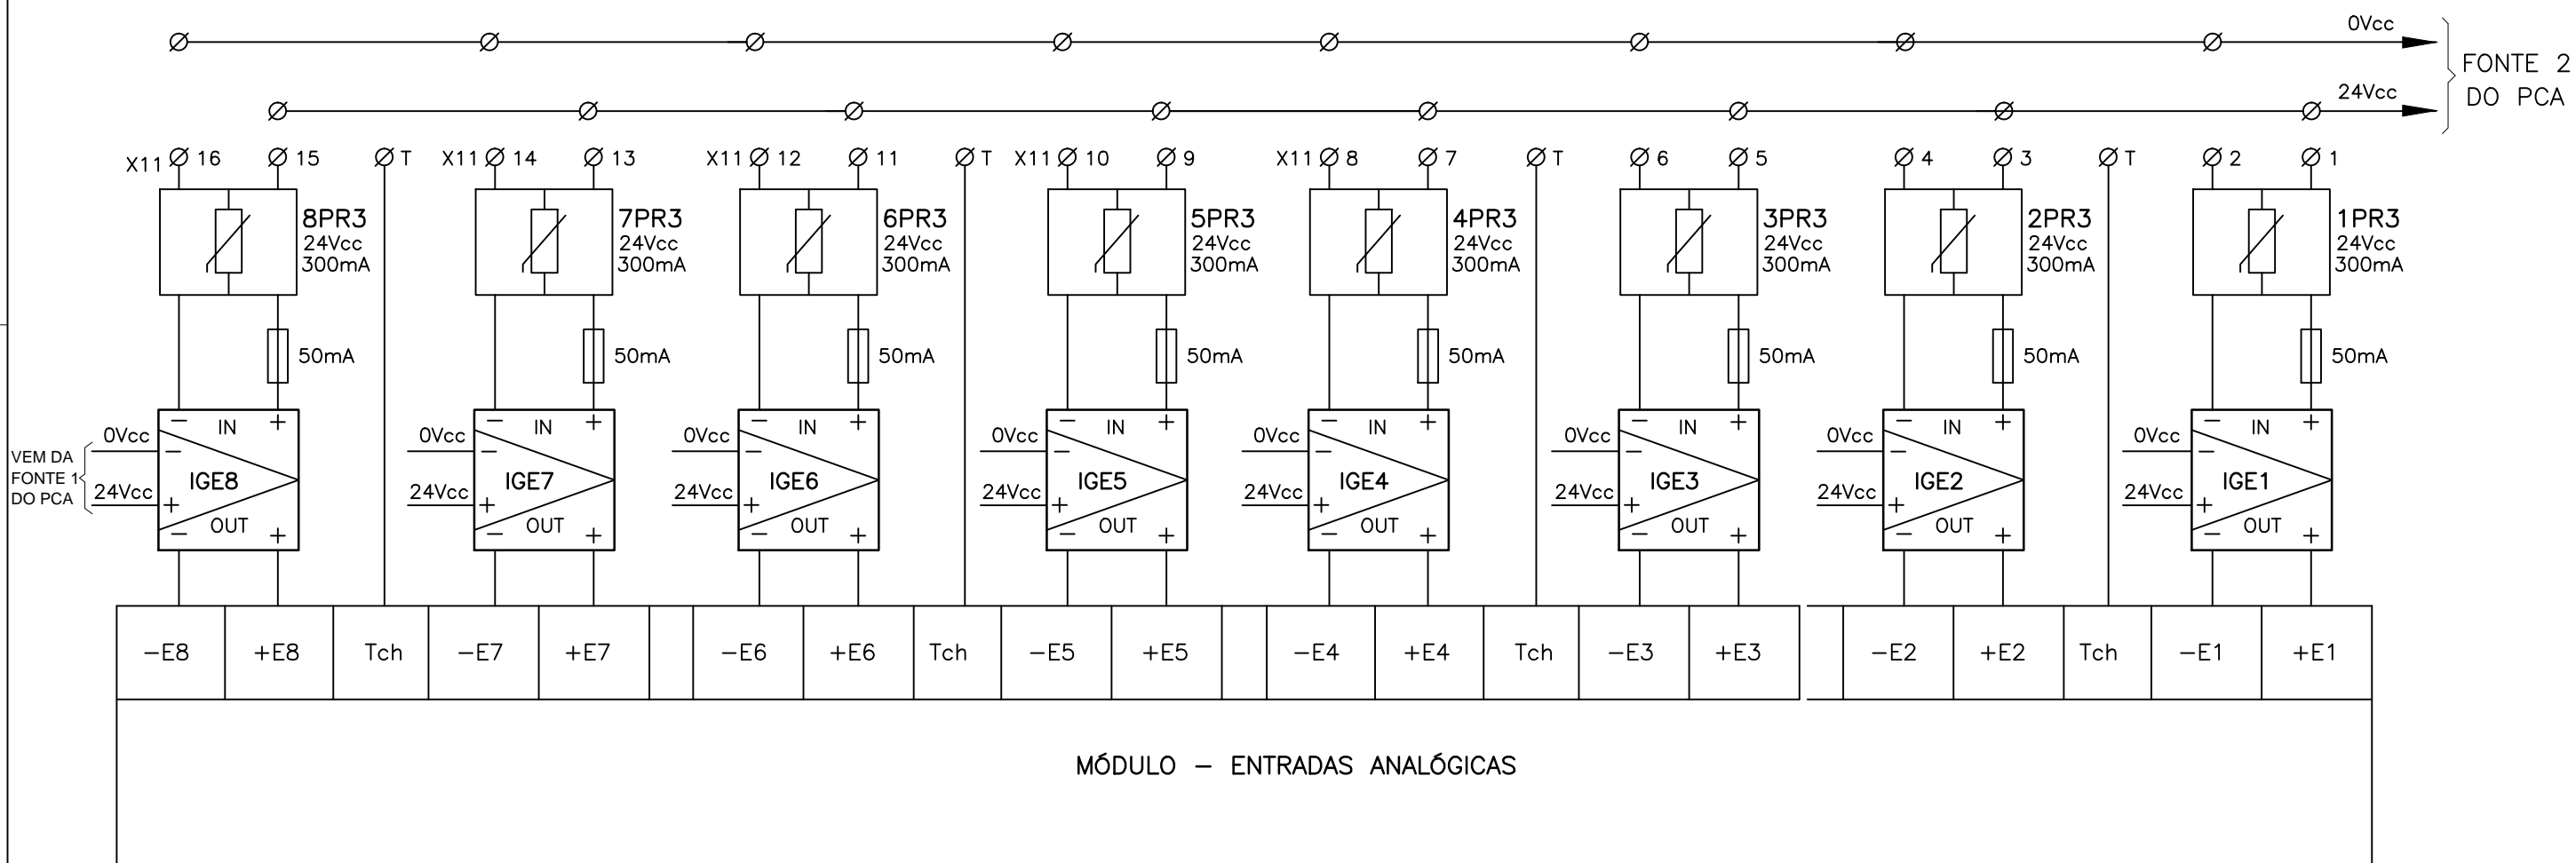 0Vcc
FONTE 2
DO PCA
24Vcc
X11 16 15 T X11 14 13 X11 12 11 T X11 10 9 X11 8 7 T 6 5 4 3 T 2 1
8PR3 7PR3 6PR3 5PR3 4PR3 3PR3 2PR3 1PR3
24Vcc 24Vcc 24Vcc 24Vcc 24Vcc 24Vcc 24Vcc 24Vcc
300mA 300mA 300mA 300mA 300mA 300mA 300mA 300mA
50mA 50mA 50mA 50mA 50mA 50mA 50mA 50mA
− IN + − IN + − IN + − IN + − IN + − IN + − IN + − IN +
0Vcc − 0Vcc − 0Vcc − 0Vcc − 0Vcc − 0Vcc − 0Vcc − 0Vcc −
VEM DA
FONTE 1
DO PCA
IGE8 IGE7 IGE6 IGE5 IGE4 IGE3 IGE2 IGE1
24Vcc + 24Vcc + 24Vcc + 24Vcc + 24Vcc + 24Vcc + 24Vcc + 24Vcc +
− OUT + − OUT + − OUT + − OUT + − OUT + − OUT + − OUT + − OUT +
−E8 +E8 Tch −E7 +E7 −E6 +E6 Tch −E5 +E5 −E4 +E4 Tch −E3 +E3 −E2 +E2 Tch −E1 +E1
MÓDULO − ENTRADAS ANALÓGICAS